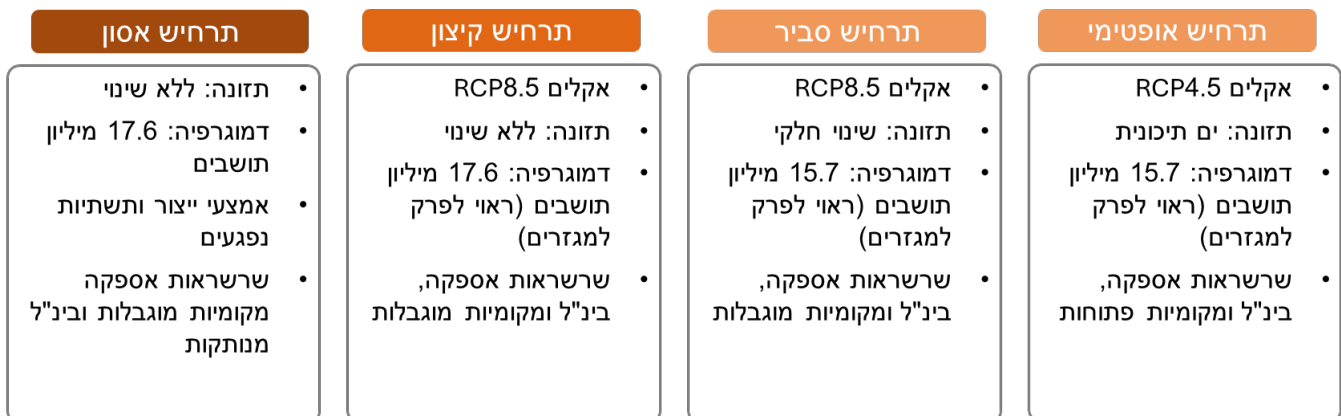 תרחיש אופטימי
• אקלים RCP4.5
• תזונה: ים תיכונית
• דמוגרפיה: 15.7 מיליון
תושבים (ראוי לפרק
למגזרים)
• שרשראות אספקה,
בינ"ל ומקומיות פתוחות
תרחיש סביר
• אקלים RCP8.5
• תזונה: שינוי חלקי
• דמוגרפיה: 15.7 מיליון
תושבים (ראוי לפרק
למגזרים)
• שרשראות אספקה,
בינ"ל ומקומיות מוגבלות
תרחיש קיצון
• אקלים RCP8.5
• תזונה: ללא שינוי
• דמוגרפיה: 17.6 מיליון
תושבים (ראוי לפרק
למגזרים)
• שרשראות אספקה,
בינ"ל ומקומיות מוגבלות
תרחיש אסון
• תזונה: ללא שינוי
• דמוגרפיה: 17.6 מיליון
תושבים
• אמצעי ייצור ותשתיות
נפגעים
• שרשראות אספקה
מקומיות מוגבלות ובינ"ל
מנותקות